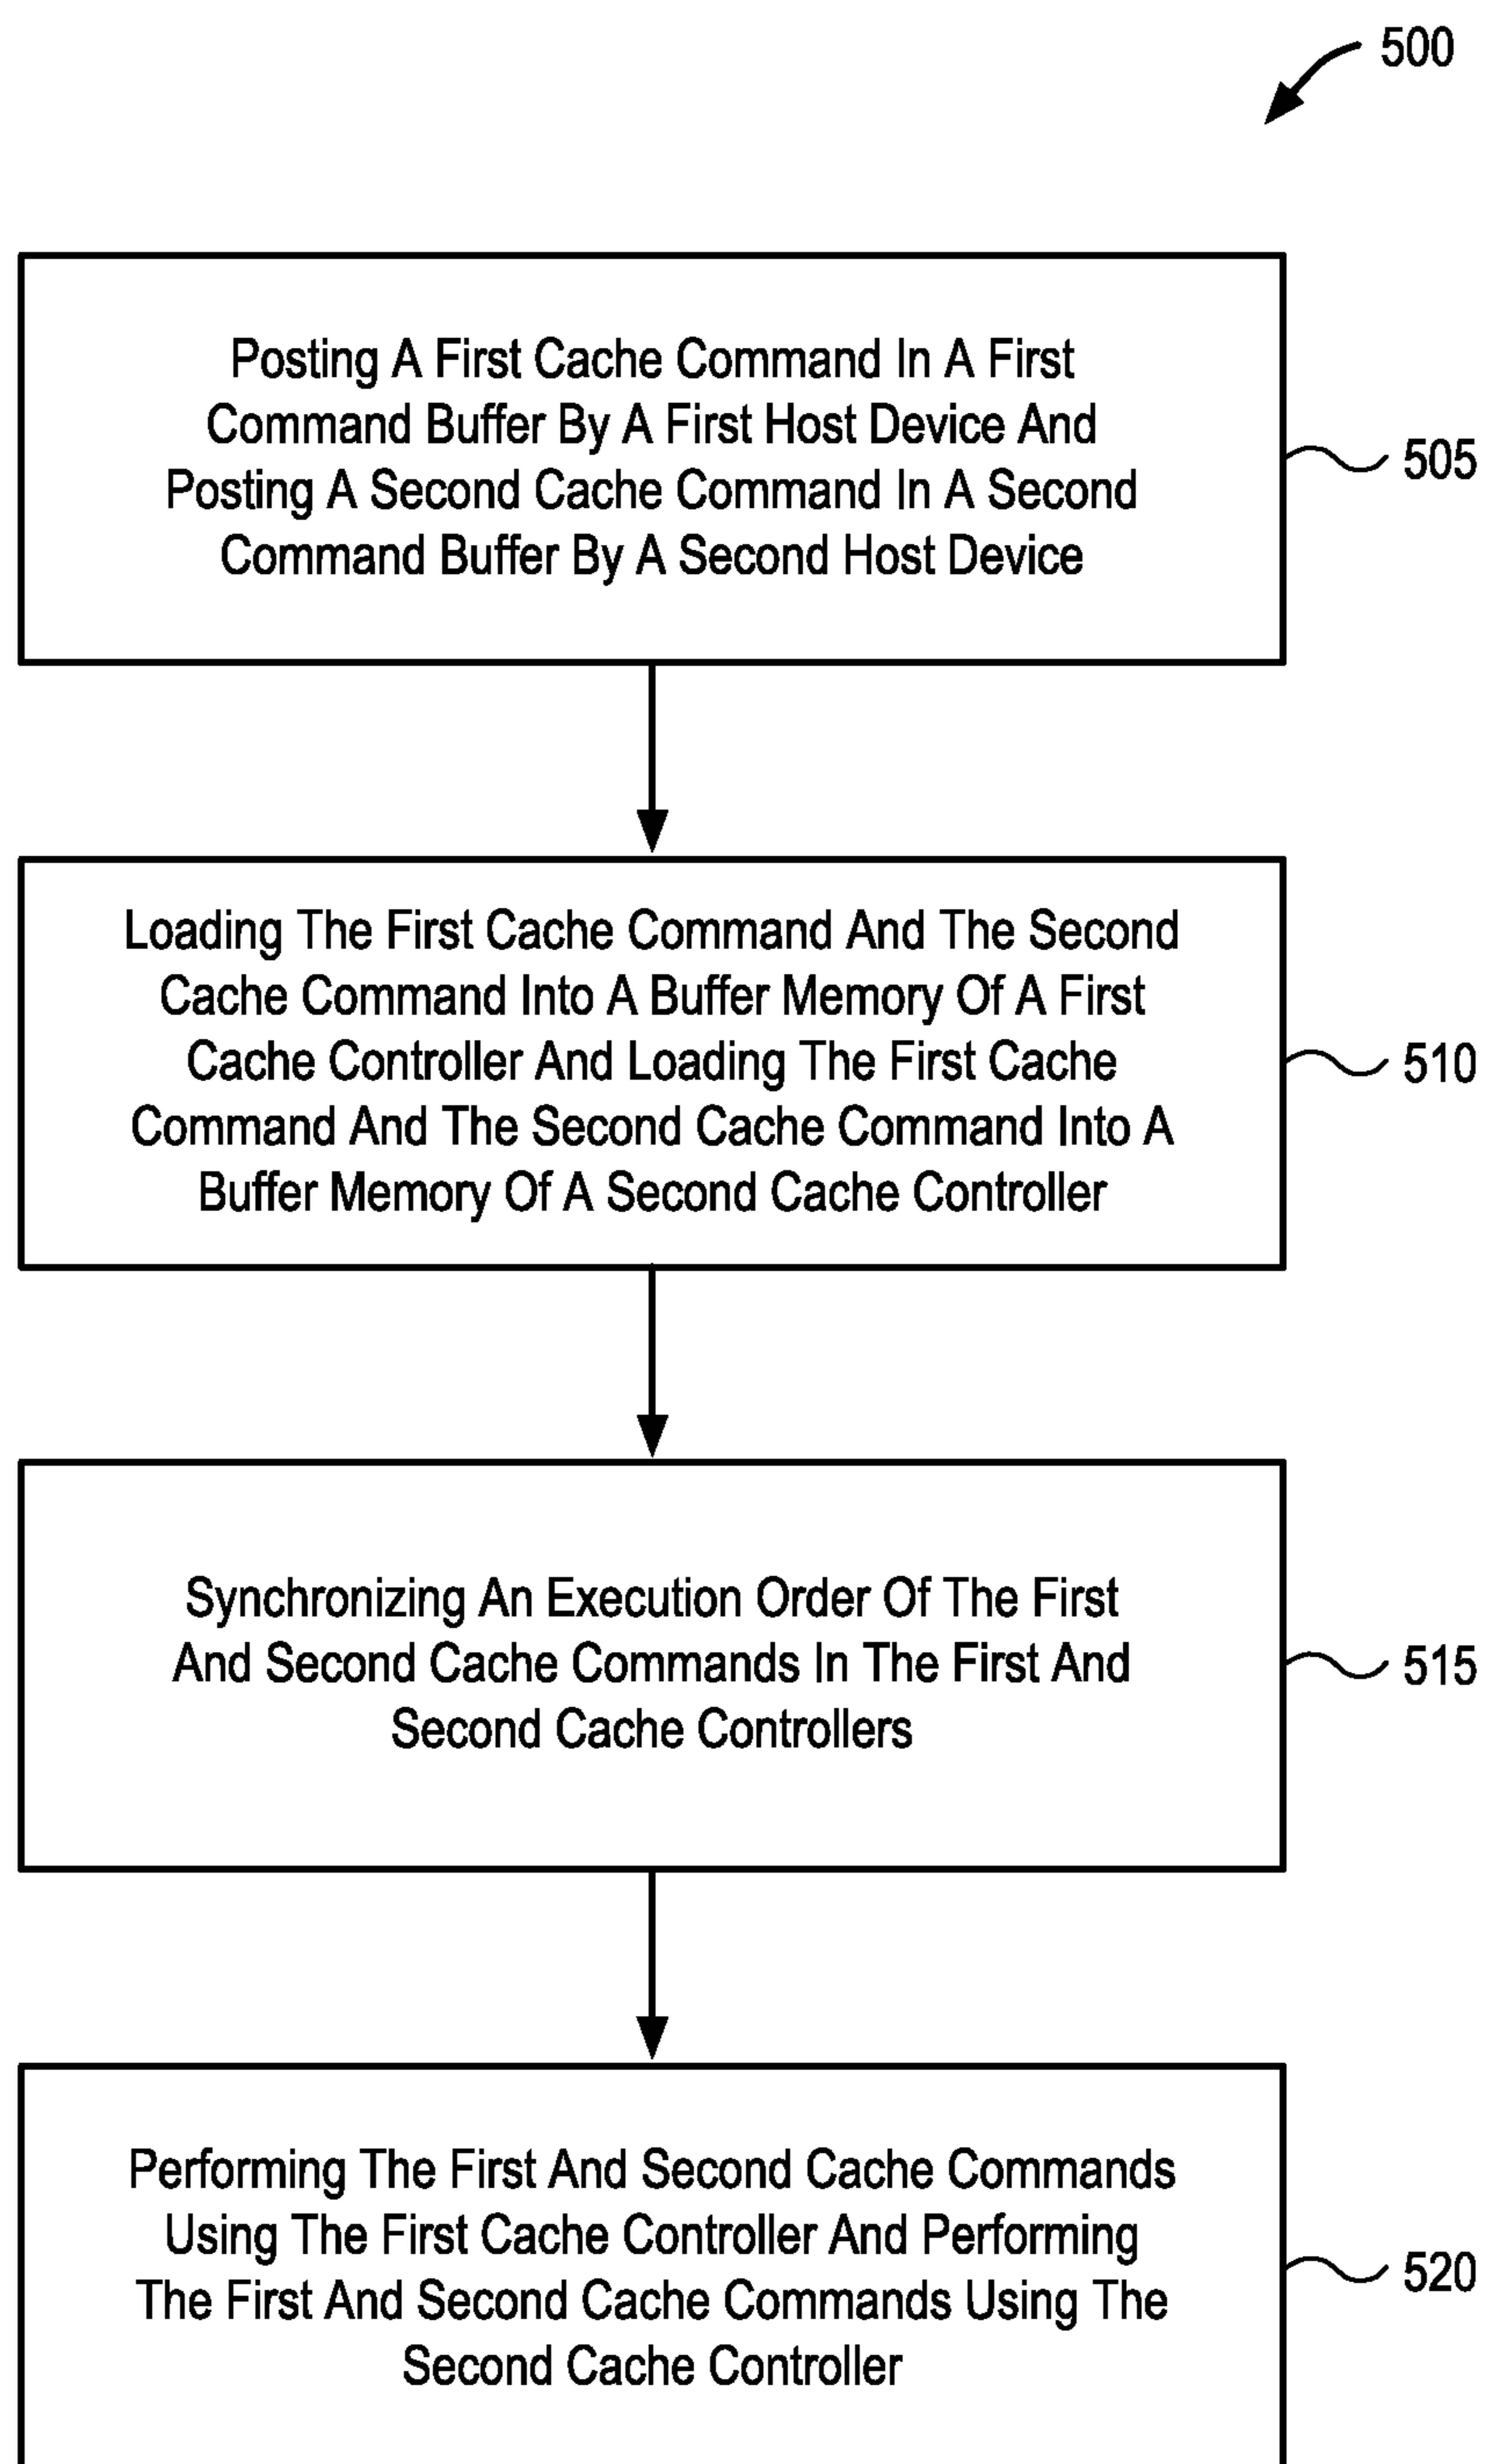 500
Posting A First Cache Command In A First
Command Buffer By A First Host Device And
Posting A Second Cache Command In A Second
Command Buffer By A Second Host Device
505
Loading The First Cache Command And The Second
Cache Command Into A Buffer Memory Of A First
Cache Controller And Loading The First Cache
Command And The Second Cache Command Into A
Buffer Memory Of A Second Cache Controller
510
Synchronizing An Execution Order Of The First
And Second Cache Commands In The First And
Second Cache Controllers
515
Performing The First And Second Cache Commands
Using The First Cache Controller And Performing
The First And Second Cache Commands Using The
Second Cache Controller
520